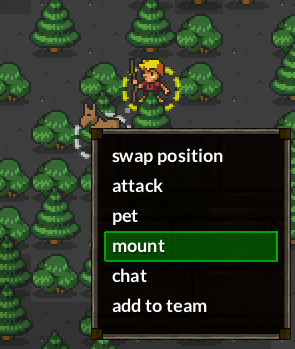 swap position
attack
pet
mount
chat
add to team